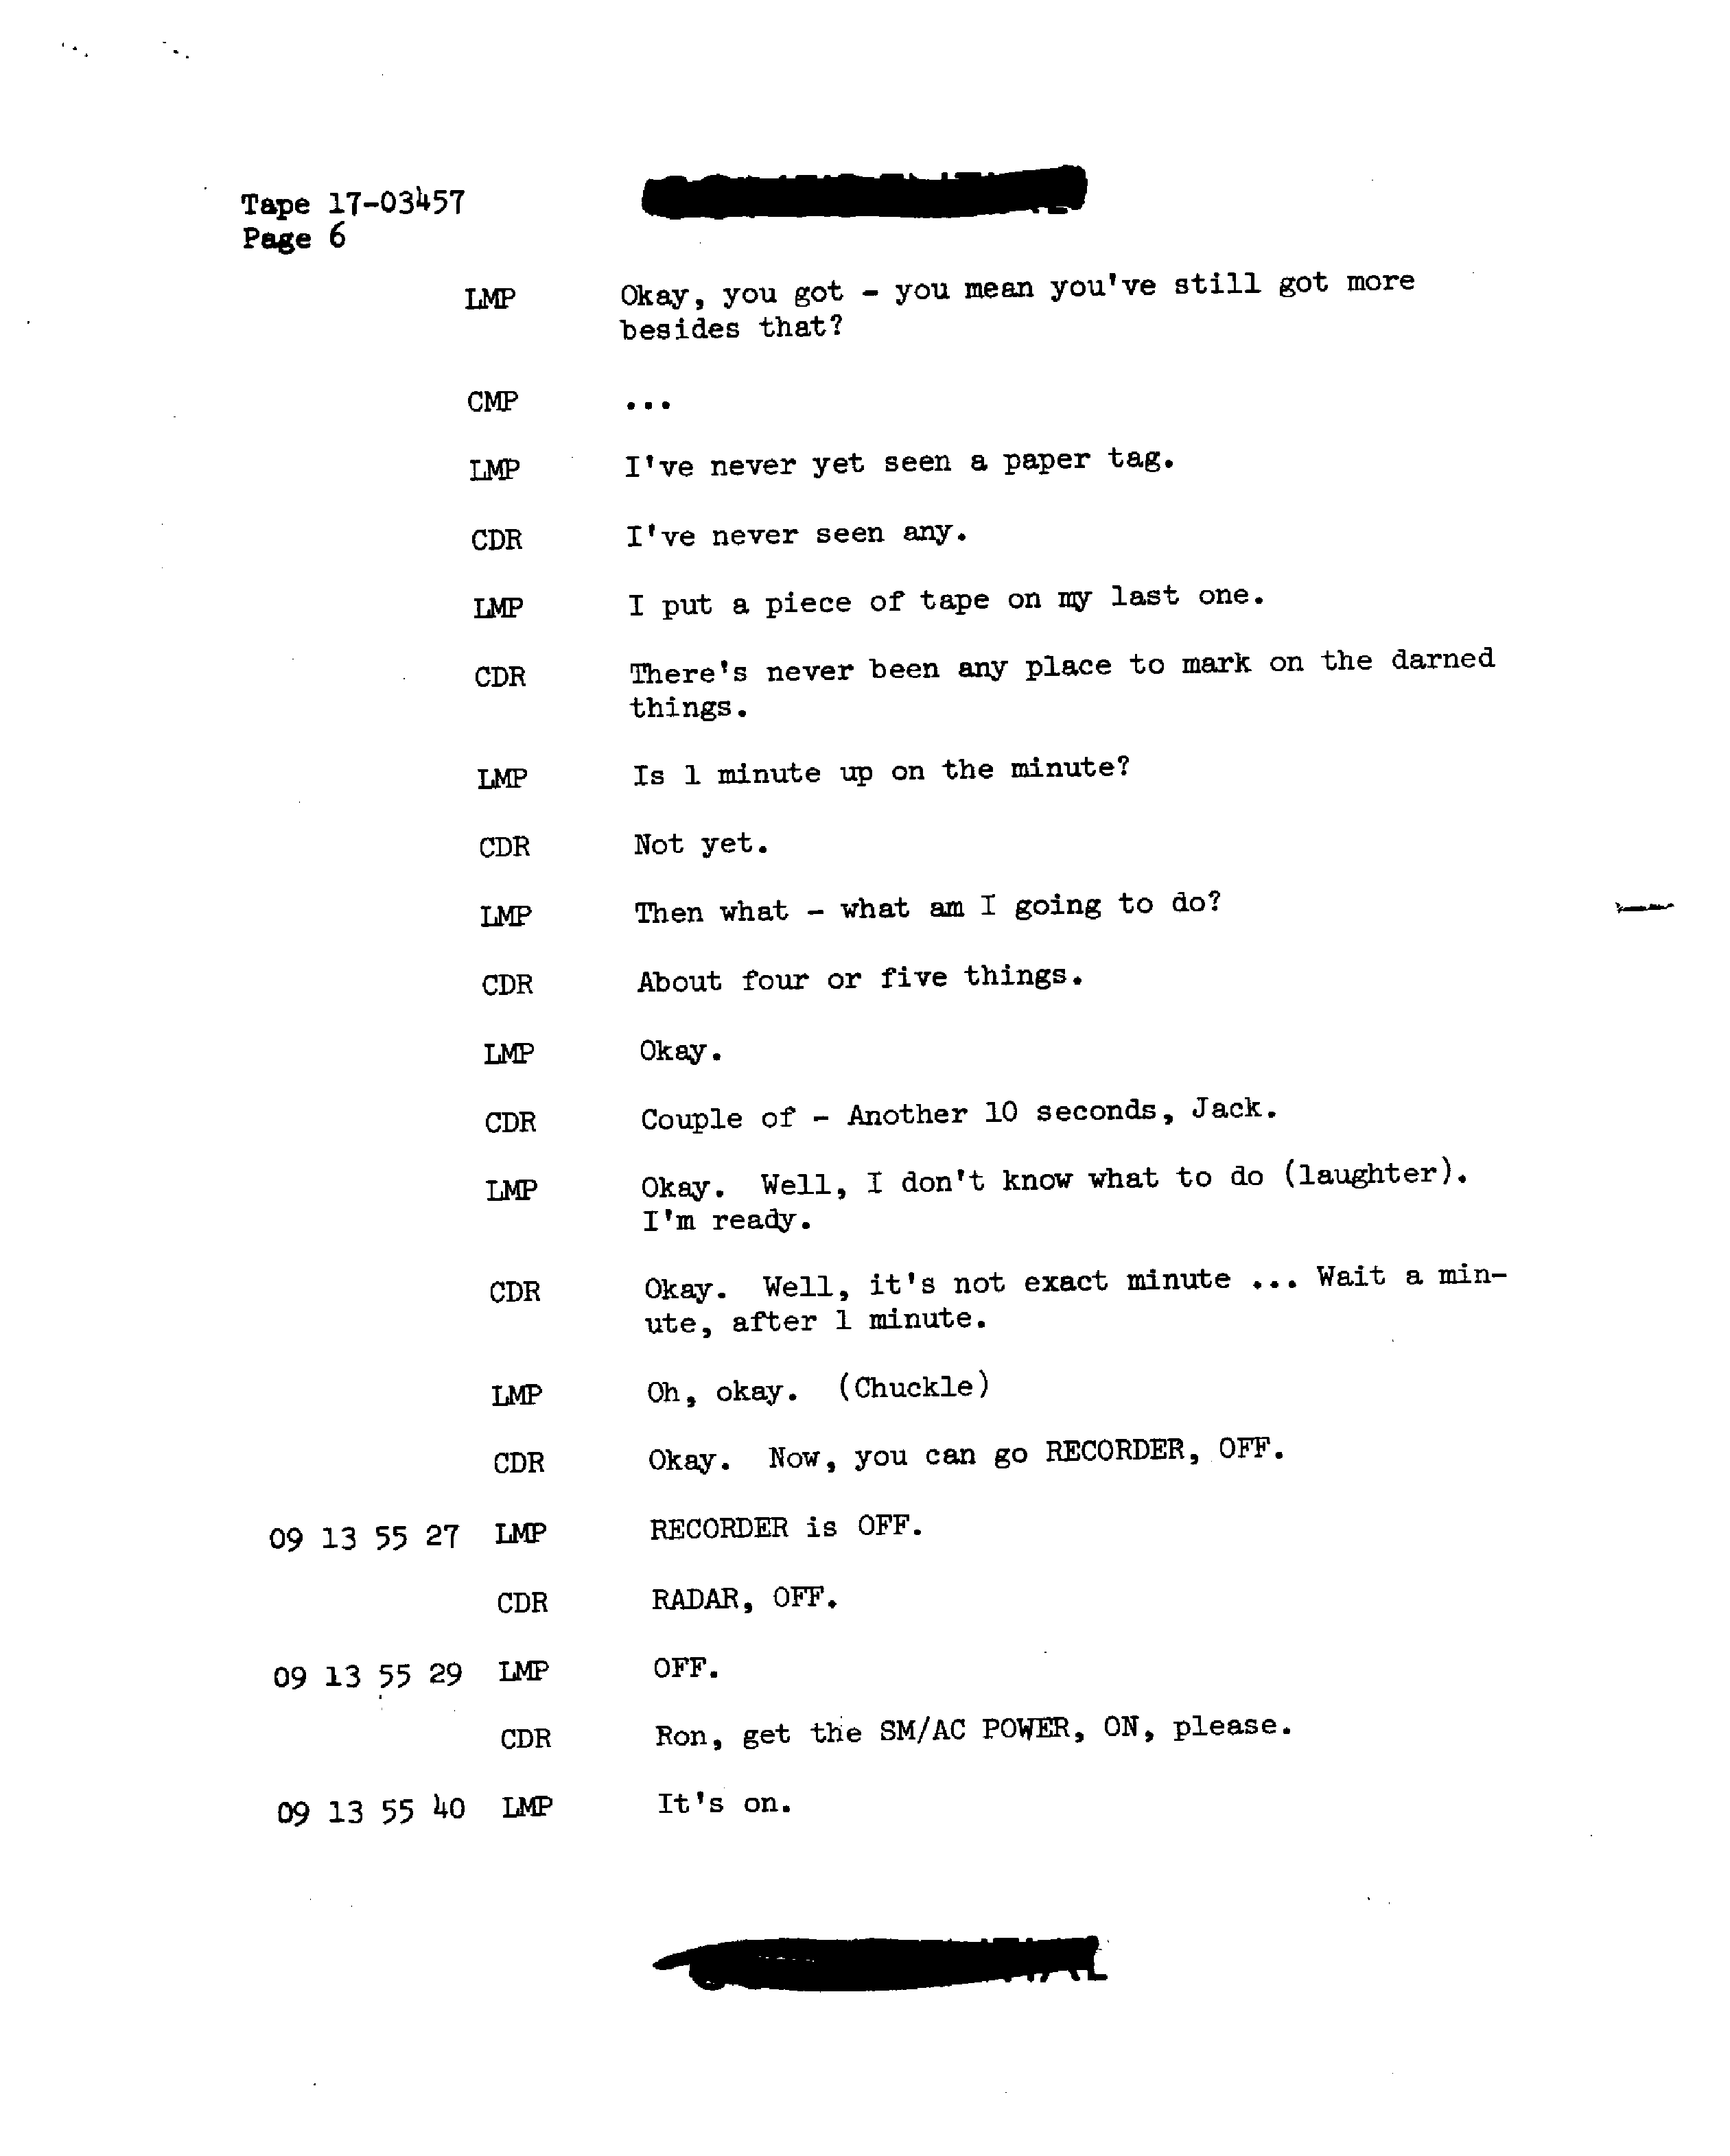 Tape 17-03457
Page 6
LMP Okay, you got - you mean you've still got more
besides that?
CMP ...
LMP I've never yet seen a paper tag.
CDR I've never seen any.
LMP I put a piece of tape on my last one.
CDR There's never been any place to mark on the darned
things.
LMP Is 1 minute up on the minute?
CDR Not yet.
LMP Then what - what am I going to do?
CDR About four or five things.
LMP Okay.
CDR Couple of - Another 10 seconds, Jack.
LMP Okay. Well, I don't know what to do (laughter).
I'm ready.
CDR Okay. Well, it's not exact minute ... Wait a min-
ute, after 1 minute.
LMP Oh, okay. (Chuckle)
CDR Okay. Now, you can go RECORDER, OFF.
09 13 55 27 LMP RECORDER is OFF.
CDR RADAR, OFF.
09 13 55 29 LMP OFF.
CDR Ron, get the SM/AC POWER, ON, please.
09 13 55 40 LMP It's on.